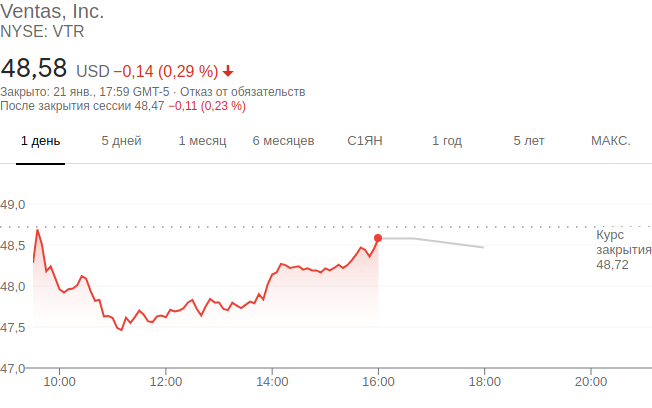 Ventas, Inc.
NYSE: VTR
48,58 USD −0,14 (0,29 %)
Закрыто: 21 янв., 17:59 GMT-5 · Отказ от обязательств
После закрытия сессии 48,47 −0,11 (0,23 %)
1 день 5 дней 1 месяц 6 месяцев С1ЯН 1 год 5 лет МАКС.
49,0
48,5
48,0
47,5
47,0
Курс
закрытия
48,72
10:00 12:00 14:00 16:00 18:00 20:00